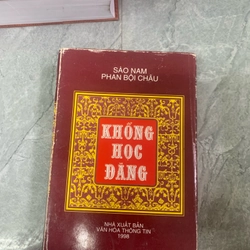 SÀO NAM
PHAN BỘI CHÂU
KHỔNG
HỌC
ĐĂNG
NHÀ XUẤT BẢN
VĂN HÓA THÔNG TIN
1998